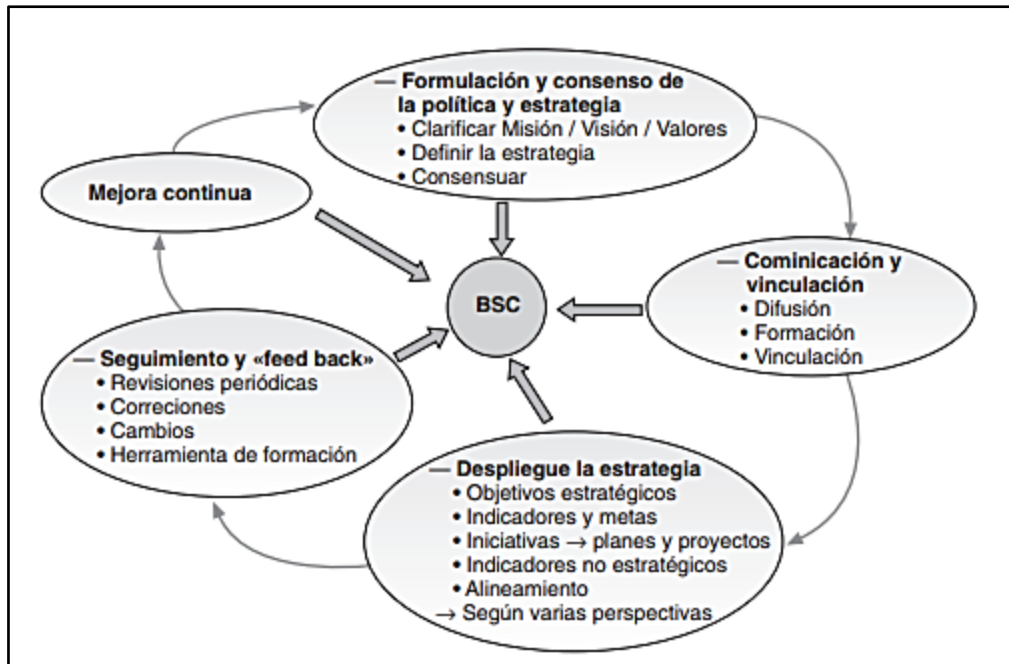 — Formulación y consenso de
la política y estrategia
• Clarificar Misión / Visión / Valores
• Definir la estrategia
• Consensuar
Mejora continua
BSC
— Cominicación y
vinculación
• Difusión
• Formación
• Vinculación
— Seguimiento y «feed back»
• Revisiones periódicas
• Correciones
• Cambios
• Herramienta de formación
— Despliegue la estrategia
• Objetivos estratégicos
• Indicadores y metas
• Iniciativas → planes y proyectos
• Indicadores no estratégicos
• Alineamiento
→ Según varias perspectivas